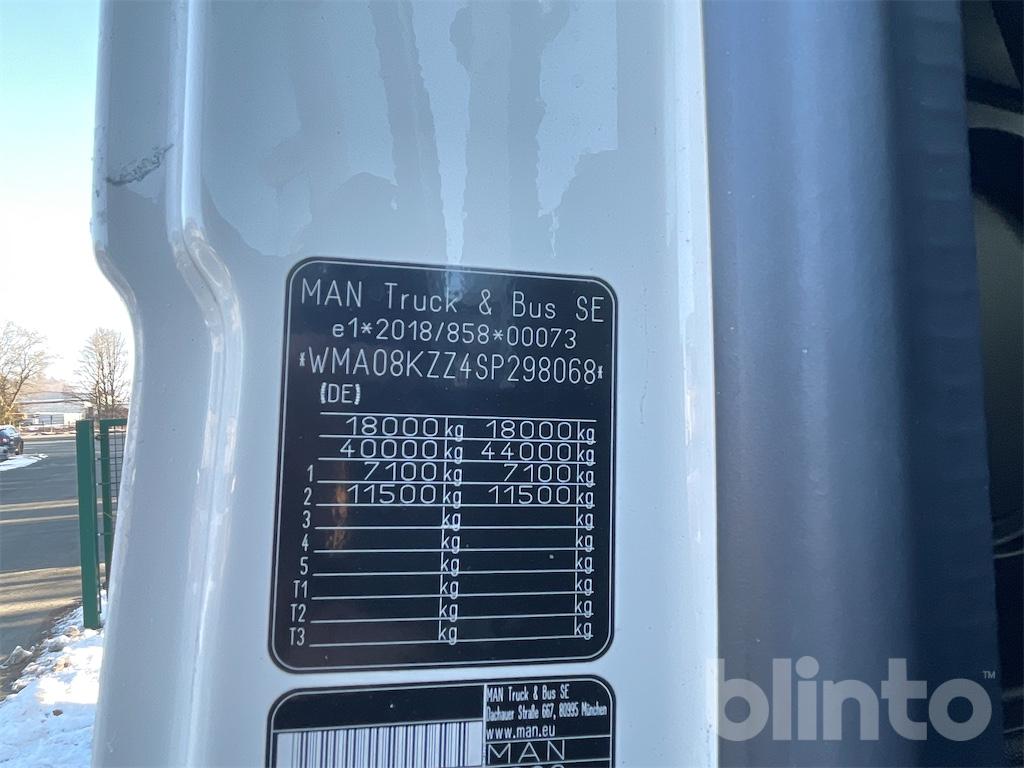 MAN Truck & Bus SE
e1*2018/858*00073
*WMA08KZZ4SP298068*
(DE)
18000 kg 18000 kg
40000 kg 44000 kg
1 7100 kg 7100 kg
2 11500 kg 11500 kg
3 kg kg
4 kg kg
5 kg kg
T1 kg kg
T2 kg kg
T3 kg kg
MAN Truck & Bus SE
Dachauer Straße 667, 80995 München
www.man.eu
MAN
blinto™